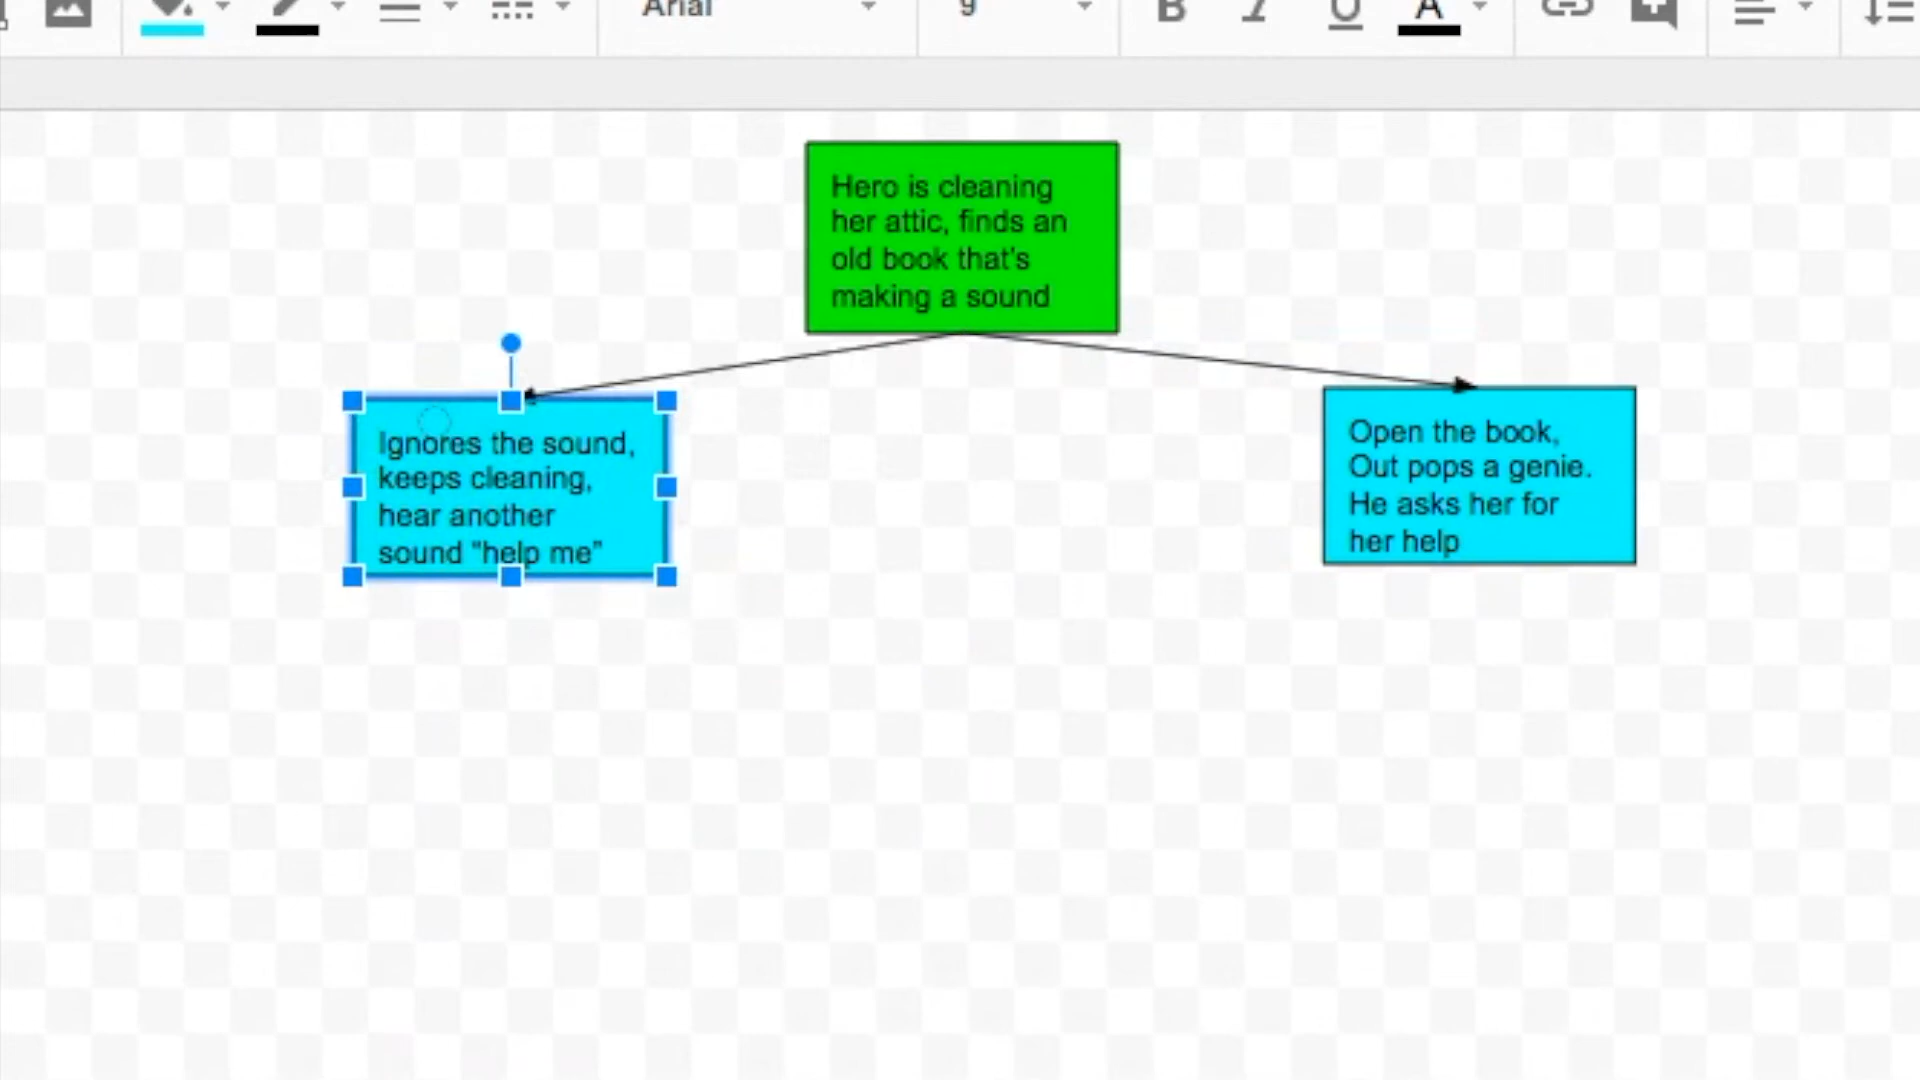 Arial
9
B
I
U
A
Hero is cleaning
her attic, finds an
old book that's
making a sound
Ignores the sound,
keeps cleaning,
hear another
sound "help me"
Open the book,
Out pops a genie.
He asks her for
her help